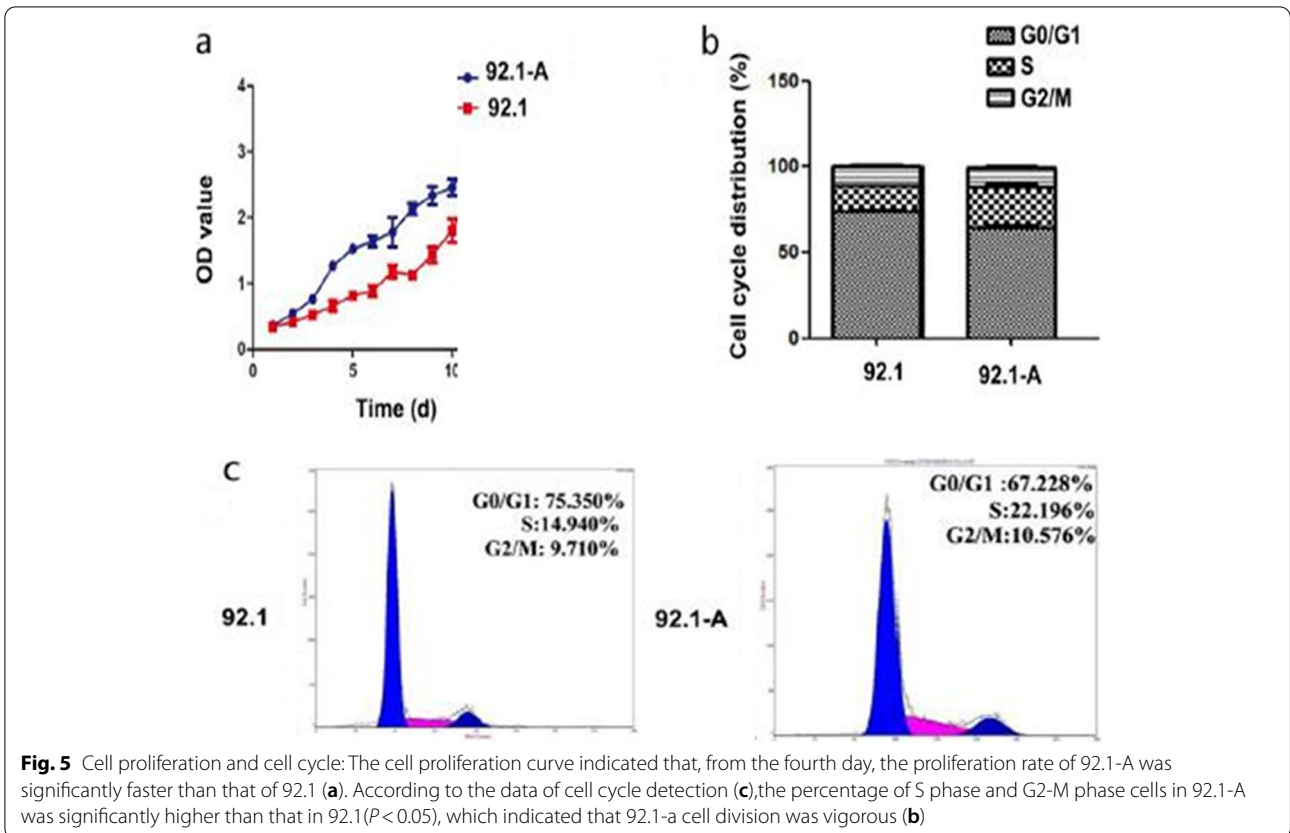 a
92.1-A
92.1
4
3
2
1
0
OD value
0
5
10
Time (d)
b
G0/G1
S
G2/M
Cell cycle distribution (%)
150
100
50
0
92.1
92.1-A
c
92.1
G0/G1: 75.350%
S:14.940%
G2/M: 9.710%
92.1-A
G0/G1 :67.228%
S:22.196%
G2/M:10.576%
Fig. 5 Cell proliferation and cell cycle: The cell proliferation curve indicated that, from the fourth day, the proliferation rate of 92.1-A was
significantly faster than that of 92.1 (a). According to the data of cell cycle detection (c),the percentage of S phase and G2-M phase cells in 92.1-A
was significantly higher than that in 92.1(P < 0.05), which indicated that 92.1-a cell division was vigorous (b)